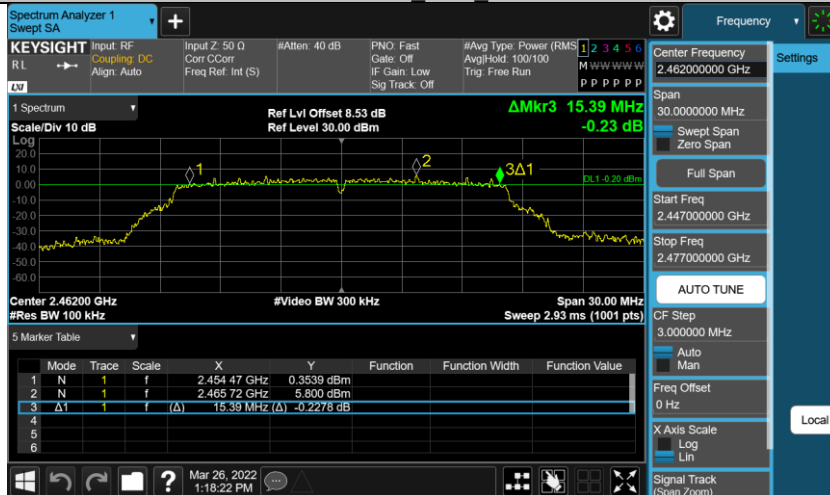 Spectrum Analyzer 1
Swept SA
+
Frequency
KEYSIGHT
RL
LXI
Input: RF
Coupling: DC
Align: Auto
Input Z: 50 Ω
Corr CCorr
Freq Ref: Int (S)
#Atten: 40 dB
PNO: Fast
Gate: Off
IF Gain: Low
Sig Track: Off
#Avg Type: Power (RMS
Avg|Hold: 100/100
Trig: Free Run
1 2 3 4 5 6
M W W W W W
P P P P P P
1 Spectrum
Scale/Div 10 dB
Ref Lvl Offset 8.53 dB
Ref Level 30.00 dBm
ΔMkr3 15.39 MHz
-0.23 dB
Log
20.0
10.0
0.00
-10.0
-20.0
-30.0
-40.0
-50.0
-60.0
1
2
3Δ1
DL1 -0.20 dBm
Center 2.46200 GHz
#Res BW 100 kHz
#Video BW 300 kHz
Span 30.00 MHz
Sweep 2.93 ms (1001 pts)
5 Marker Table
Mode Trace Scale X Y Function Function Width Function Value
1 N 1 f 2.454 47 GHz 0.3539 dBm
2 N 1 f 2.465 72 GHz 5.800 dBm
3 Δ1 1 f (Δ) 15.39 MHz (Δ) -0.2278 dB
4
5
6
Mar 26, 2022
1:18:22 PM
?
Center Frequency
2.462000000 GHz
Span
30.0000000 MHz
Swept Span
Zero Span
Full Span
Start Freq
2.447000000 GHz
Stop Freq
2.477000000 GHz
AUTO TUNE
CF Step
3.000000 MHz
Auto
Man
Freq Offset
0 Hz
X Axis Scale
Log
Lin
Signal Track
(Span Zoom)
Settings
Local